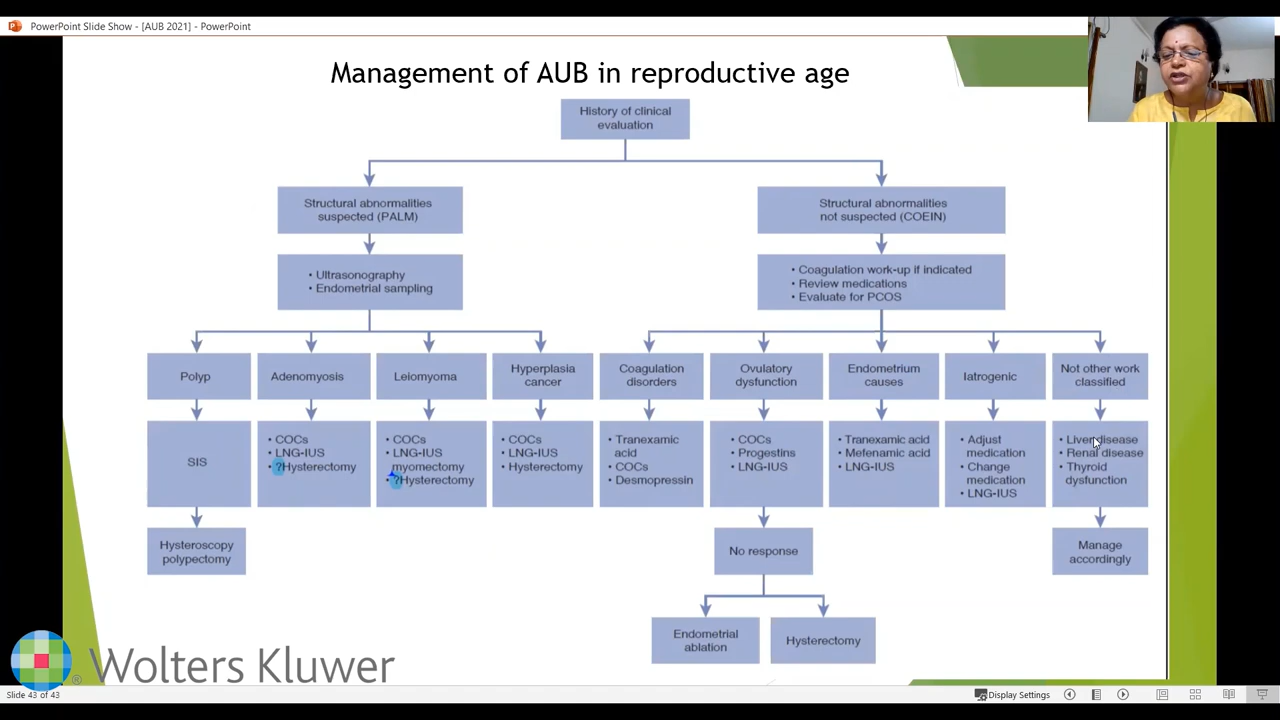 PowerPoint Slide Show - [AUB 2021] - PowerPoint
Management of AUB in reproductive age
History of clinical
evaluation
Structural abnormalities
suspected (PALM)
Structural abnormalities
not suspected (COEIN)
• Ultrasonography
• Endometrial sampling
• Coagulation work-up if indicated
• Review medications
• Evaluate for PCOS
Polyp
Adenomyosis
Leiomyoma
Hyperplasia
cancer
Coagulation
disorders
Ovulatory
dysfunction
Endometrium
causes
Iatrogenic
Not other work
classified
SIS
• COCs
• LNG-IUS
• ?Hysterectomy
• COCs
• LNG-IUS
myomectomy
• ?Hysterectomy
• COCs
• LNG-IUS
• Hysterectomy
• Tranexamic
acid
• COCs
• Desmopressin
• COCs
• Progestins
• LNG-IUS
• Tranexamic acid
• Mefenamic acid
• LNG-IUS
• Adjust
medication
• Change
medication
• LNG-IUS
• Liver disease
• Renal disease
• Thyroid
dysfunction
Hysteroscopy
polypectomy
No response
Manage
accordingly
Endometrial
ablation
Hysterectomy
® Wolters Kluwer
Slide 43 of 43
Display Settings